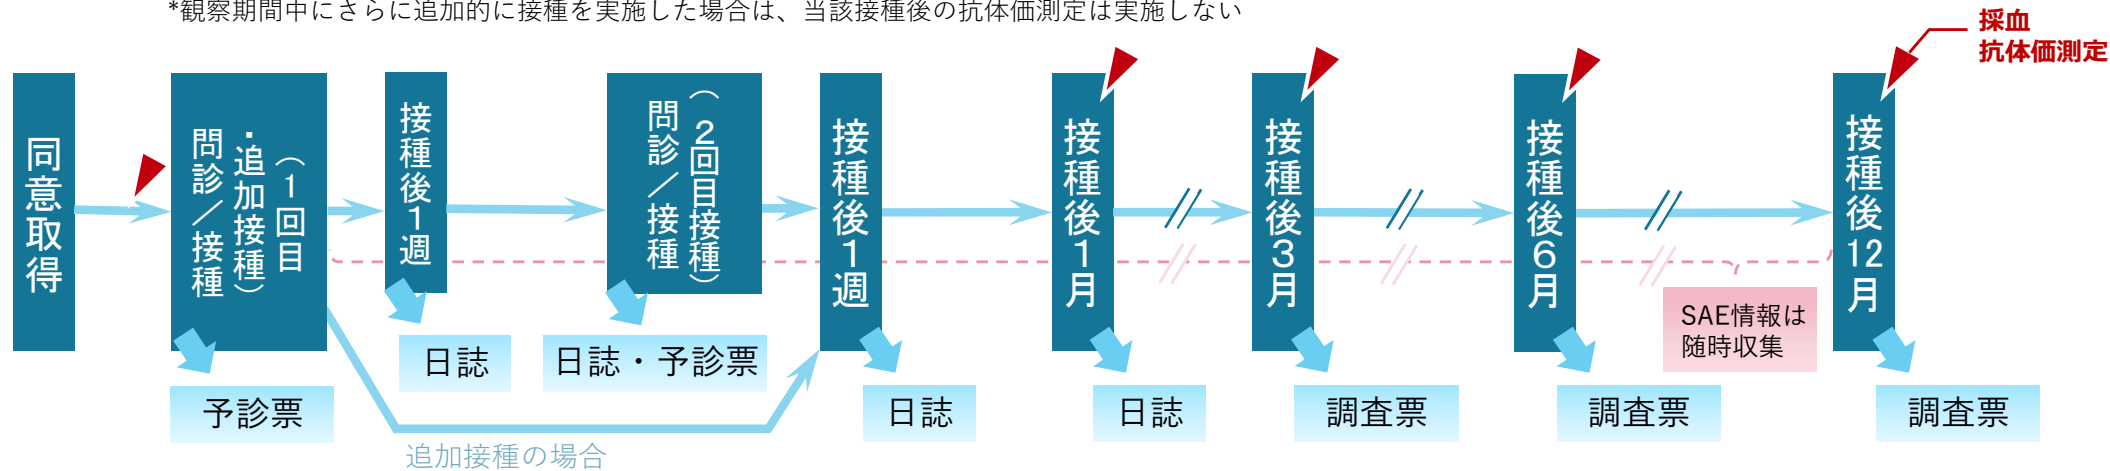 *観察期間中にさらに追加的に接種を実施した場合は、当該接種後の抗体価測定は実施しない
採血
抗体価測定
同意取得
(1回目
・追加接種)
問診/接種
接種後1週
(2回目接種)
問診/接種
接種後1週
接種後1月
接種後3月
接種後6月
接種後12月
SAE情報は
随時収集
予診票
日誌
日誌・予診票
日誌
日誌
調査票
調査票
調査票
追加接種の場合